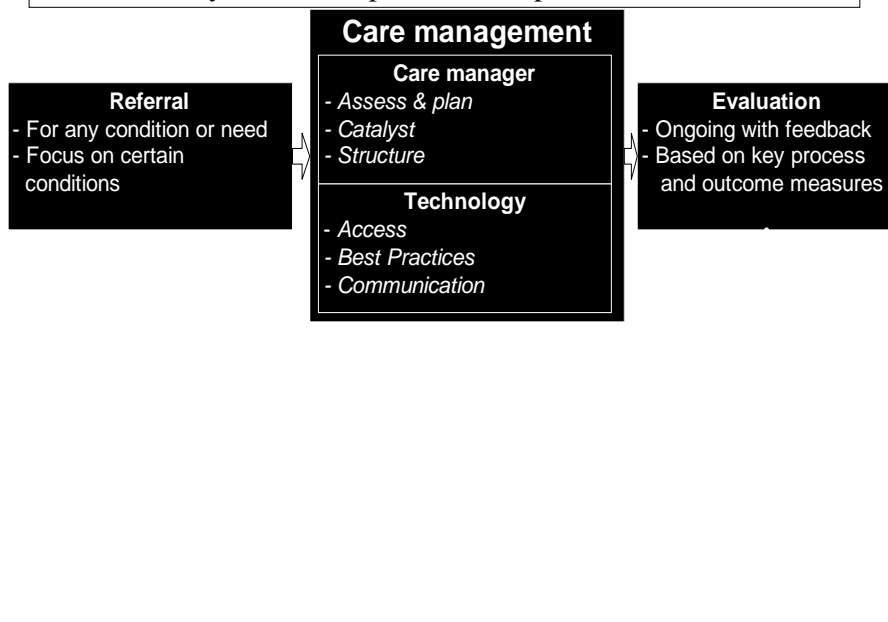 Care management
Referral
- For any condition or need
- Focus on certain
conditions
Care manager
- Assess & plan
- Catalyst
- Structure
Technology
- Access
- Best Practices
- Communication
Evaluation
- Ongoing with feedback
- Based on key process
and outcome measures